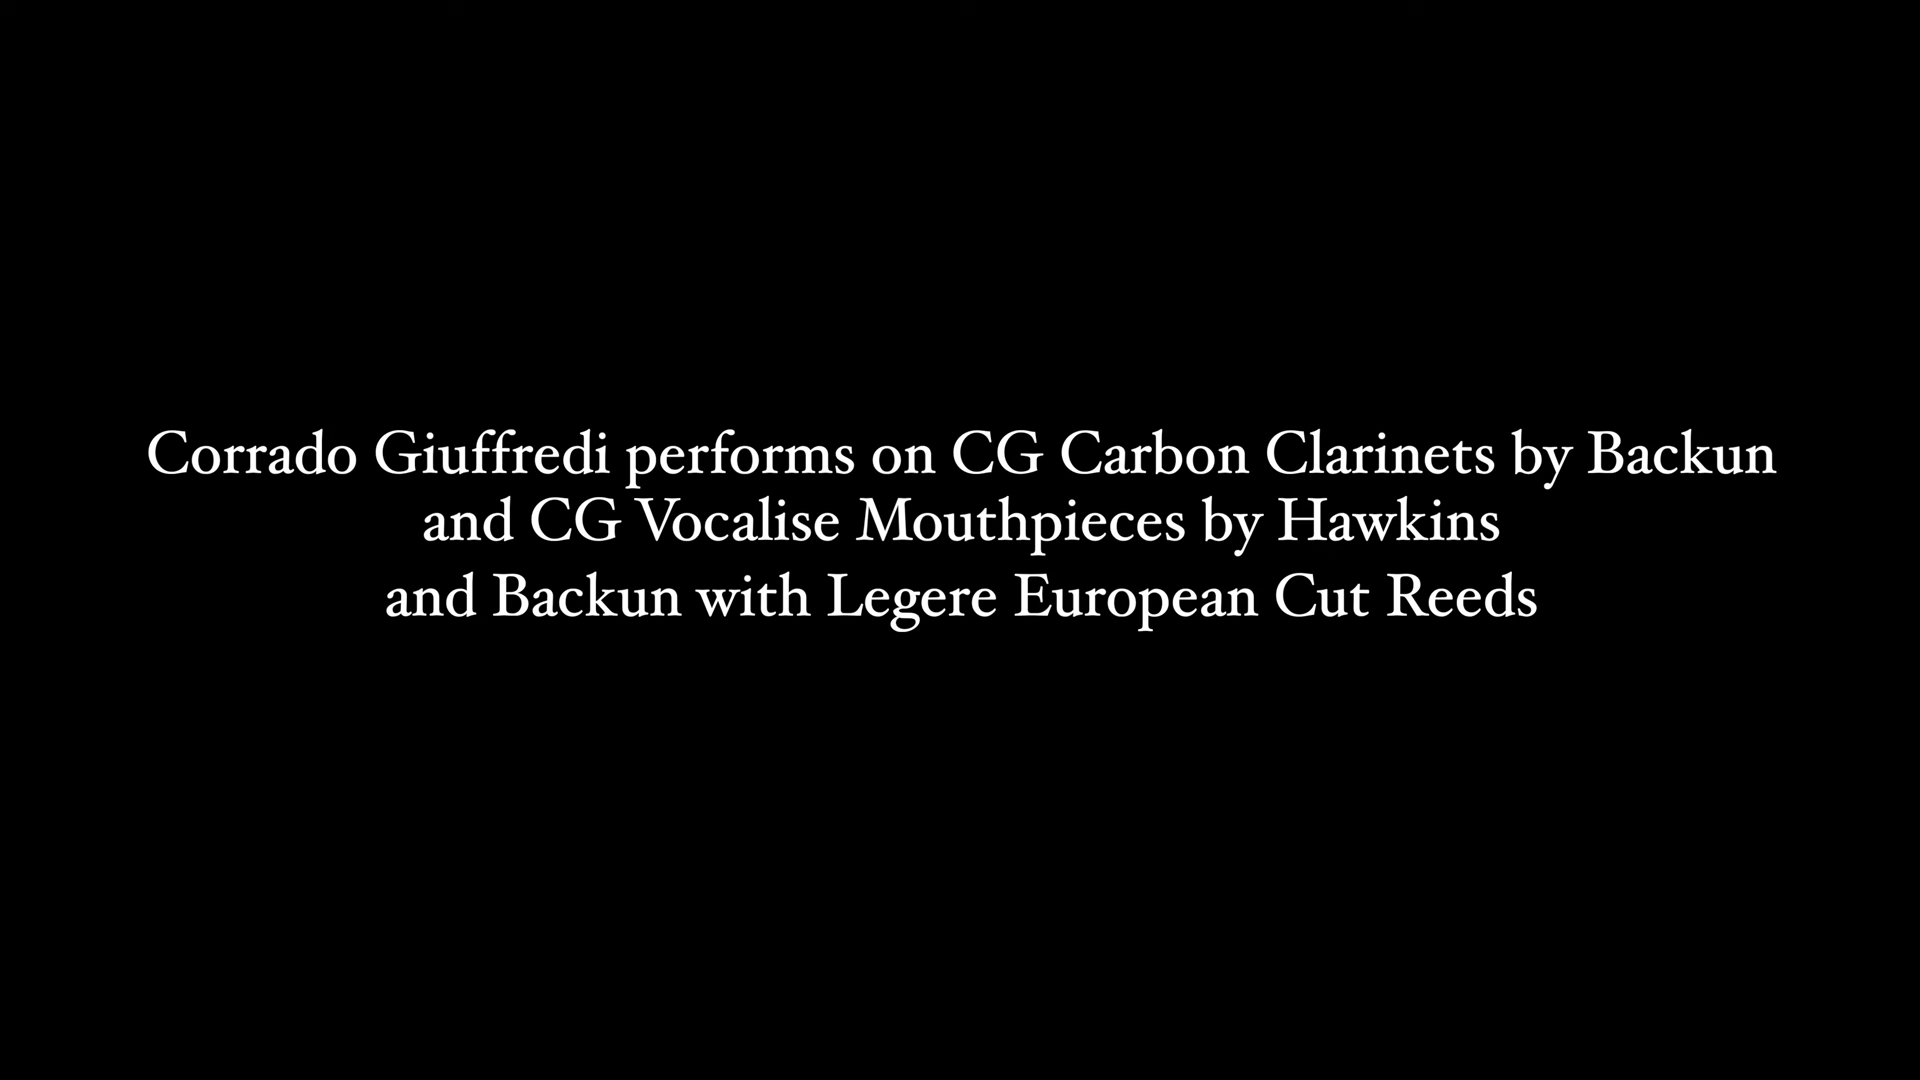 Corrado Giuffredi performs on CG Carbon Clarinets by Backun
and CG Vocalise Mouthpieces by Hawkins
and Backun with Legere European Cut Reeds